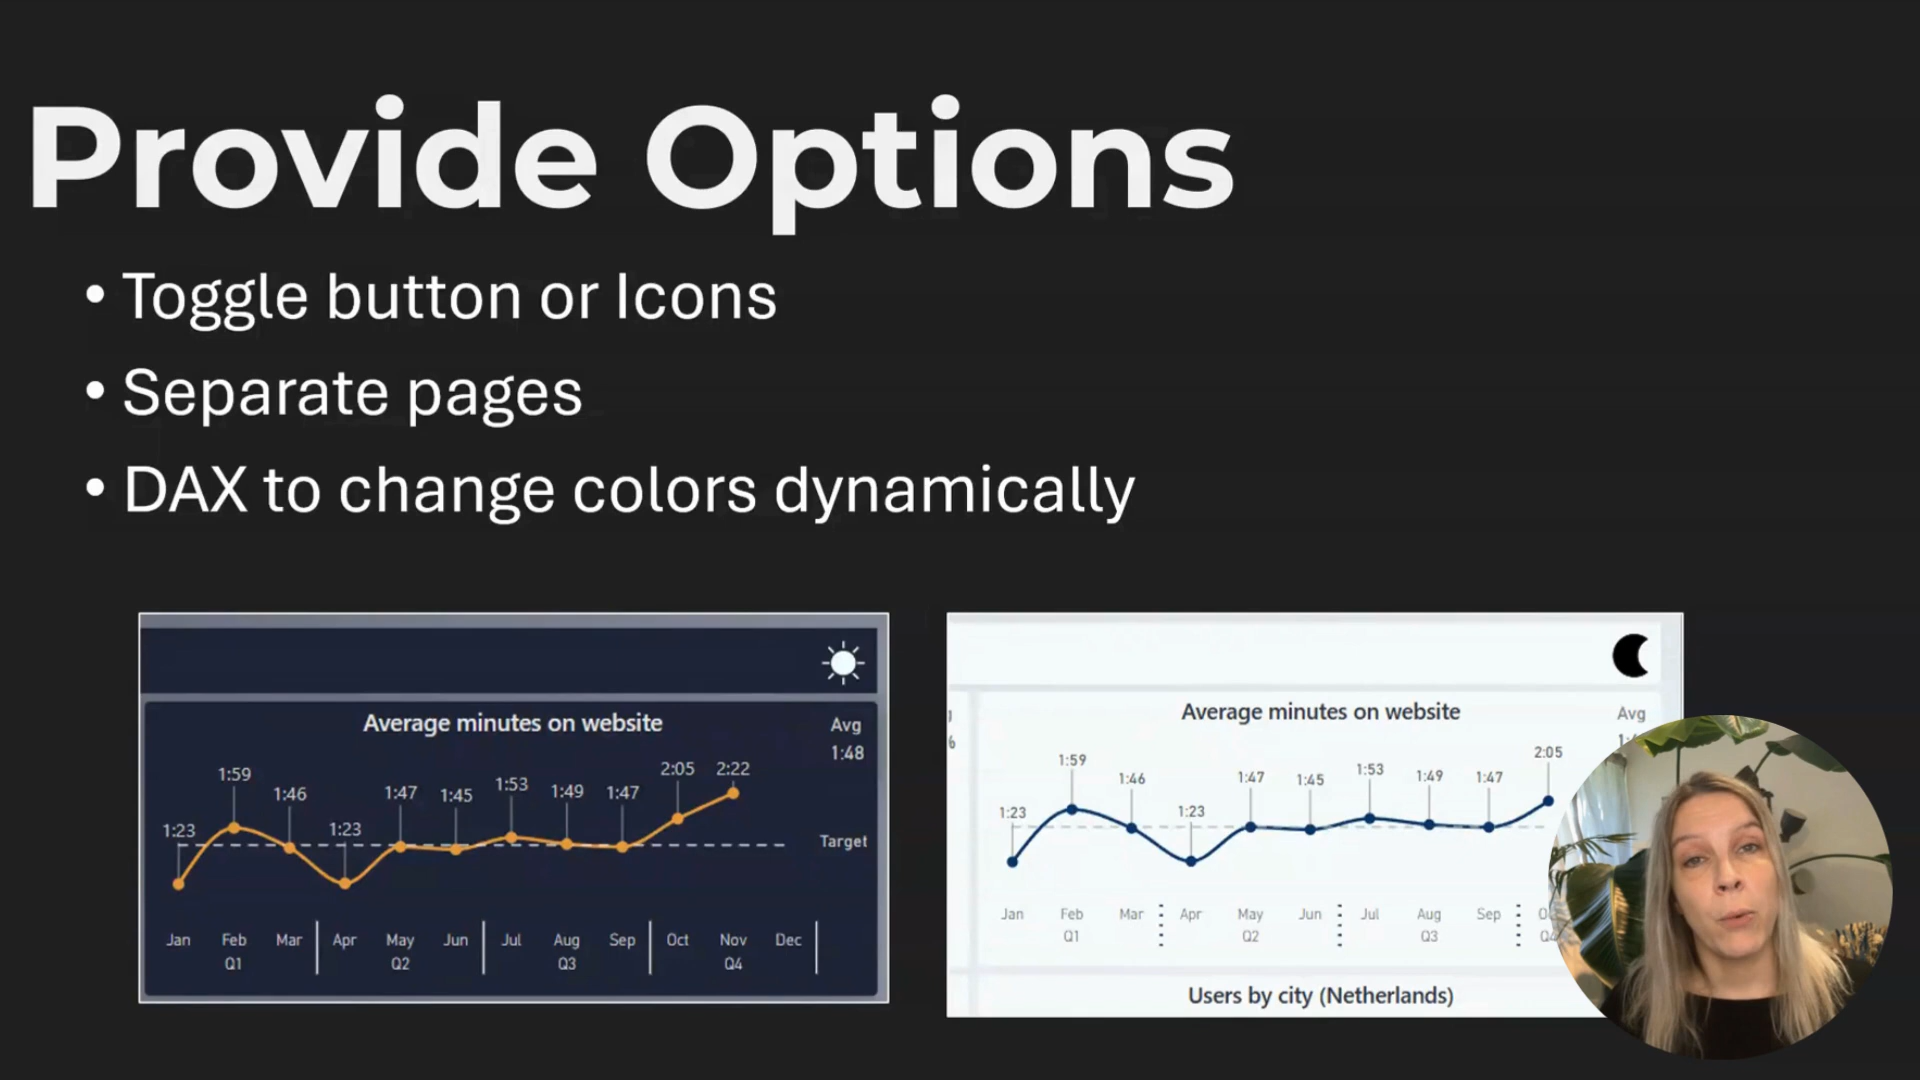 Provide Options
• Toggle button or Icons
• Separate pages
• DAX to change colors dynamically
Average minutes on website
Avg
1:48
1:23
1:59
1:46
1:23
1:47
1:45
1:53
1:49
1:47
2:05
2:22
Target
Jan Feb Mar Apr May Jun Jul Aug Sep Oct Nov Dec
Q1 Q2 Q3 Q4
Average minutes on website
Avg
1:23
1:59
1:46
1:23
1:47
1:45
1:53
1:49
1:47
2:05
Jan Feb Mar Apr May Jun Jul Aug Sep
Q1 Q2 Q3 Q4
Users by city (Netherlands)